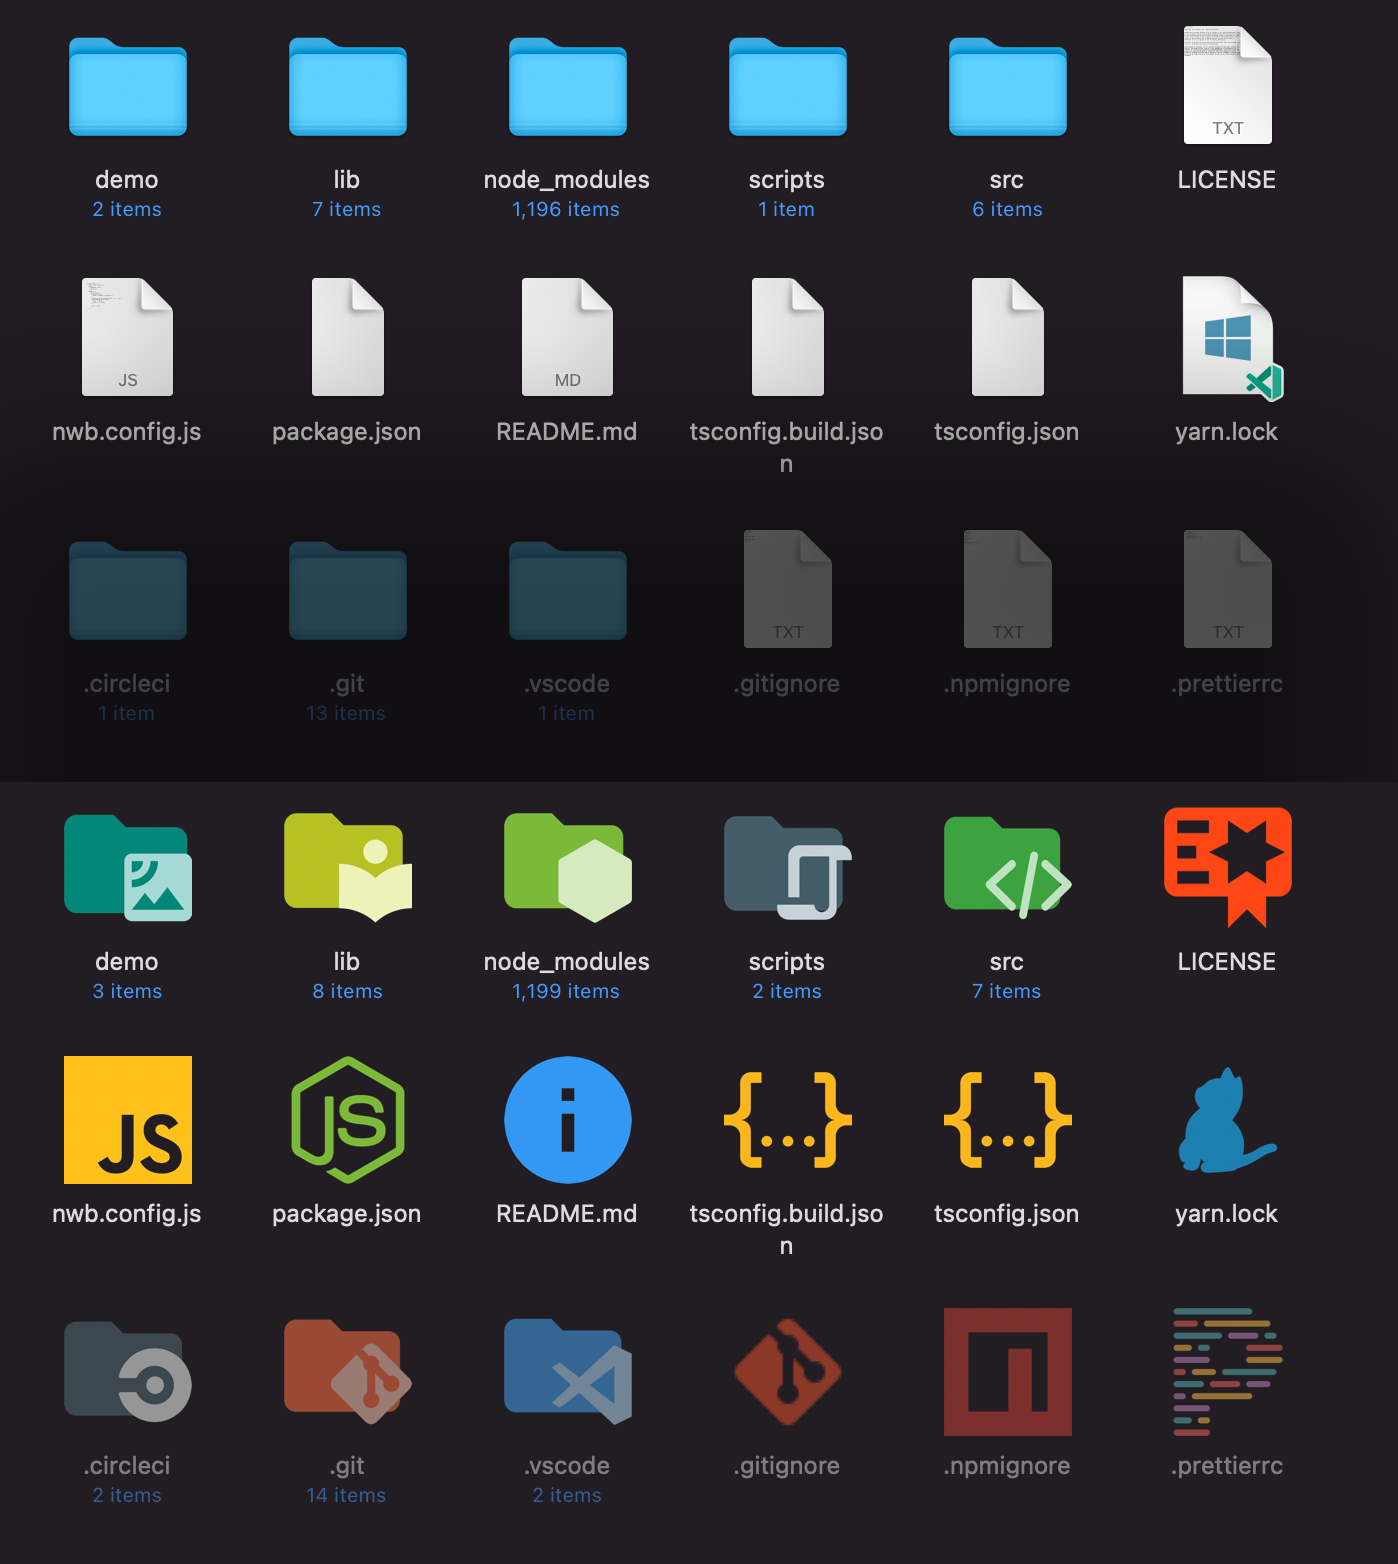 TXT
demo lib node_modules scripts src LICENSE
2 items 7 items 1,196 items 1 item 6 items
JS MD
nwb.config.js package.json README.md tsconfig.build.jso tsconfig.json yarn.lock
n
TXT TXT TXT
.circleci .git .vscode .gitignore .npmignore .prettierrc
1 item 13 items 1 item
demo lib node_modules scripts src LICENSE
3 items 8 items 1,199 items 2 items 7 items
JS JS i {...} {...}
nwb.config.js package.json README.md tsconfig.build.jso tsconfig.json yarn.lock
n
.circleci .git .vscode .gitignore .npmignore .prettierrc
2 items 14 items 2 items